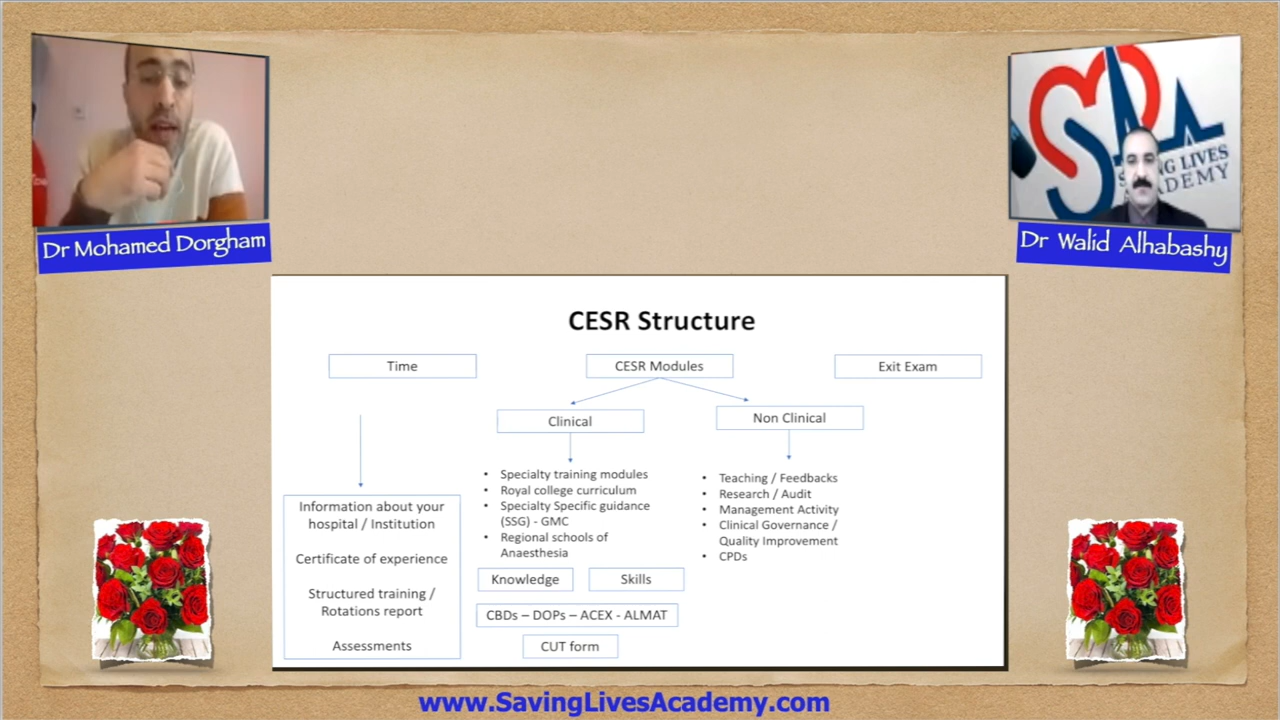 Dr Mohamed Dorgham
SAVING LIVES
ACADEMY
Dr Walid Alhabashy
CESR Structure
Time
CESR Modules
Exit Exam
Clinical
Non Clinical
Information about your
hospital / Institution
Certificate of experience
Structured training /
Rotations report
Assessments
• Specialty training modules
• Royal college curriculum
• Specialty Specific guidance
(SSG) - GMC
• Regional schools of
Anaesthesia
Knowledge
Skills
CBDs – DOPs – ACEX - ALMAT
CUT form
• Teaching / Feedbacks
• Research / Audit
• Management Activity
• Clinical Governance /
Quality Improvement
• CPDs
www.SavingLivesAcademy.com